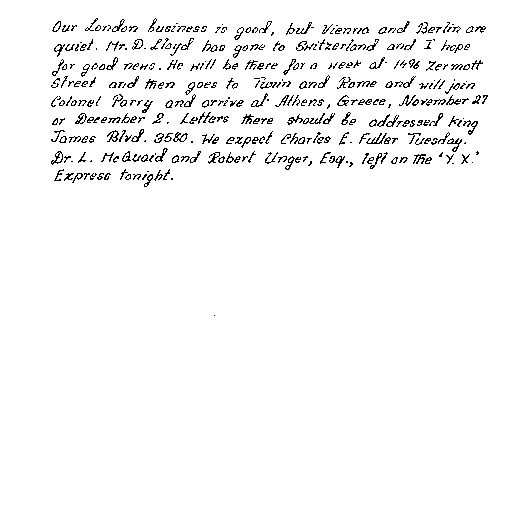 Our London business is good, but Vienna and Berlin are
quiet. Mr. D. Lloyd has gone to Switzerland and I hope
for good news. He will be there for a week at 1496 Zermott
Street and then goes to Turin and Rome and will join
Colonel Parry and arrive at Athens, Greece, November 27
or December 2. Letters there should be addressed King
James Blvd. 3580. We expect Charles E. Fuller Tuesday.
Dr. L. McQuaid and Robert Unger, Esq., left on the 'Y. X.'
Express tonight.